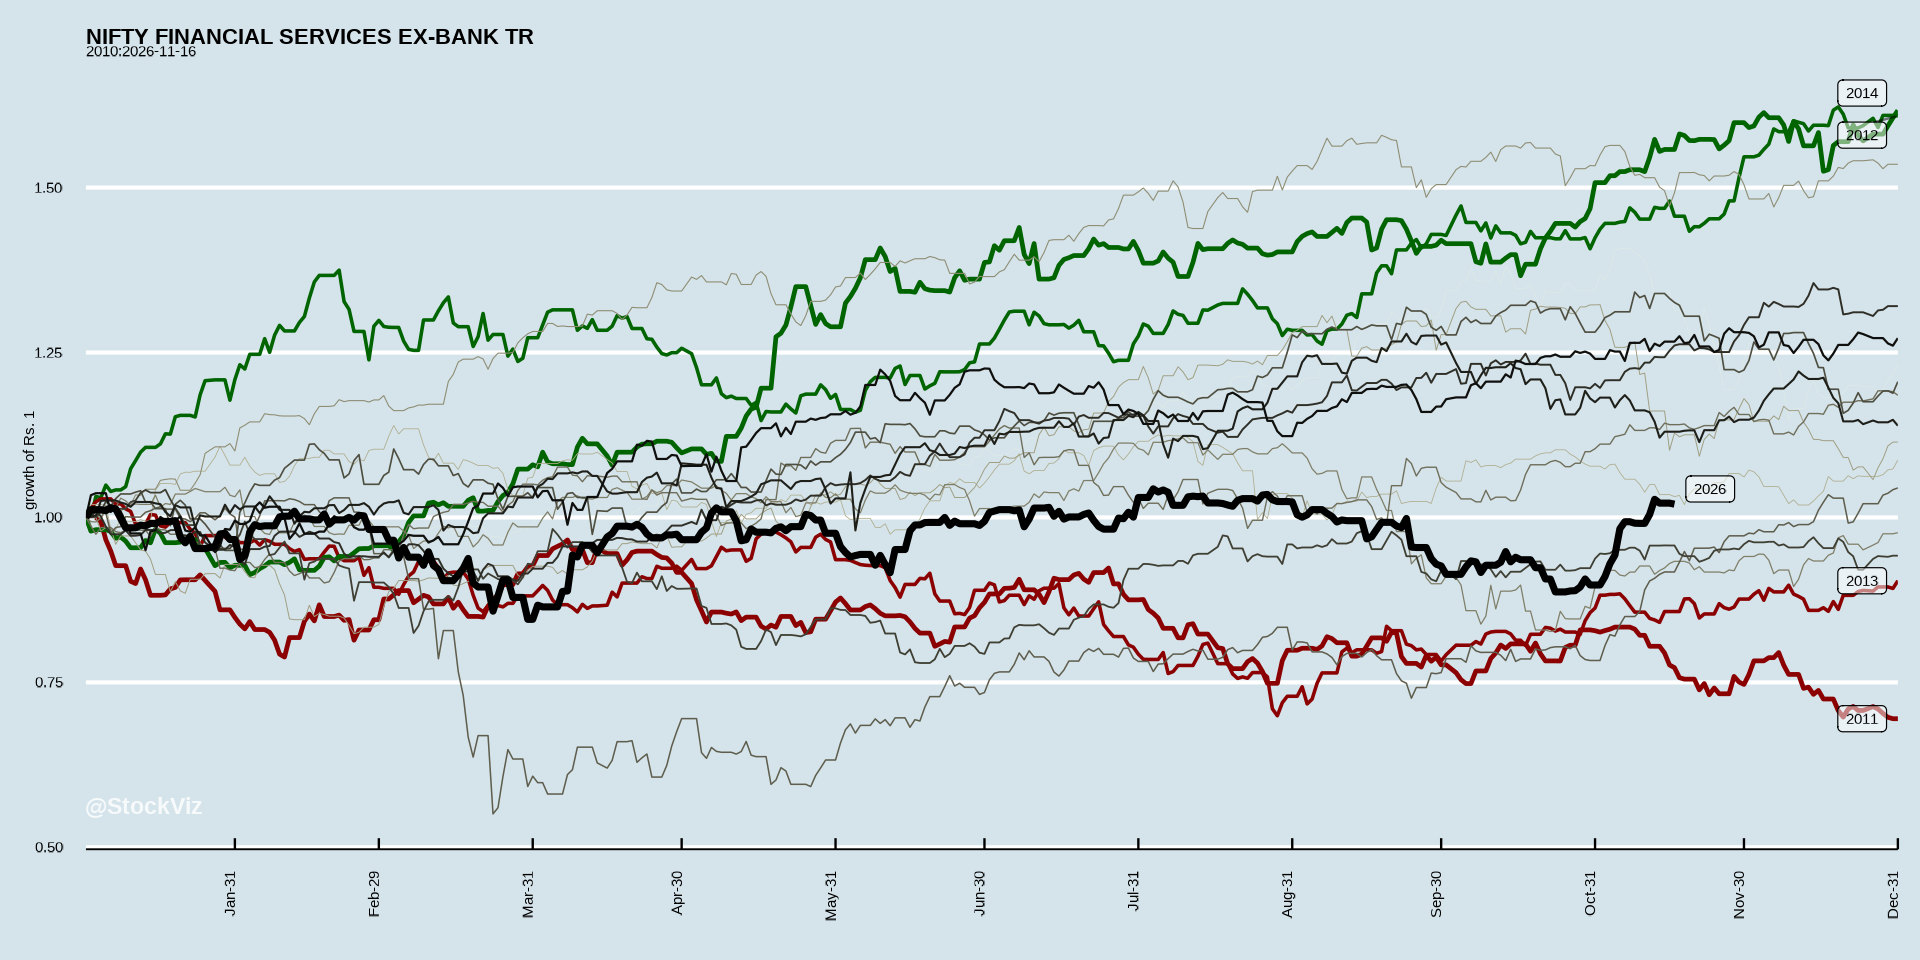 NIFTY FINANCIAL SERVICES EX-BANK TR
2010:2026-11-16
2014
2012
1.50
1.25
growth of Rs. 1
2026
1.00
2013
0.75
2011
@StockViz
0.50
Jan-31
Feb-29
Mar-31
Apr-30
May-31
Jun-30
Jul-31
Aug-31
Sep-30
Oct-31
Nov-30
Dec-31